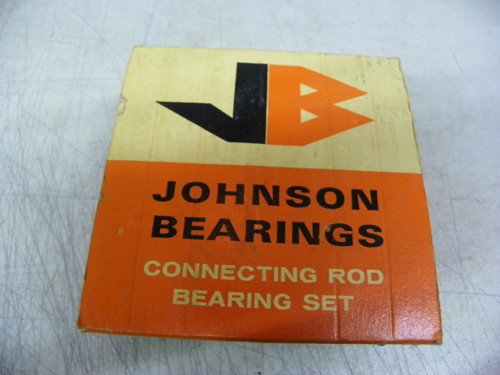 JB
JOHNSON
BEARINGS
CONNECTING ROD
BEARING SET